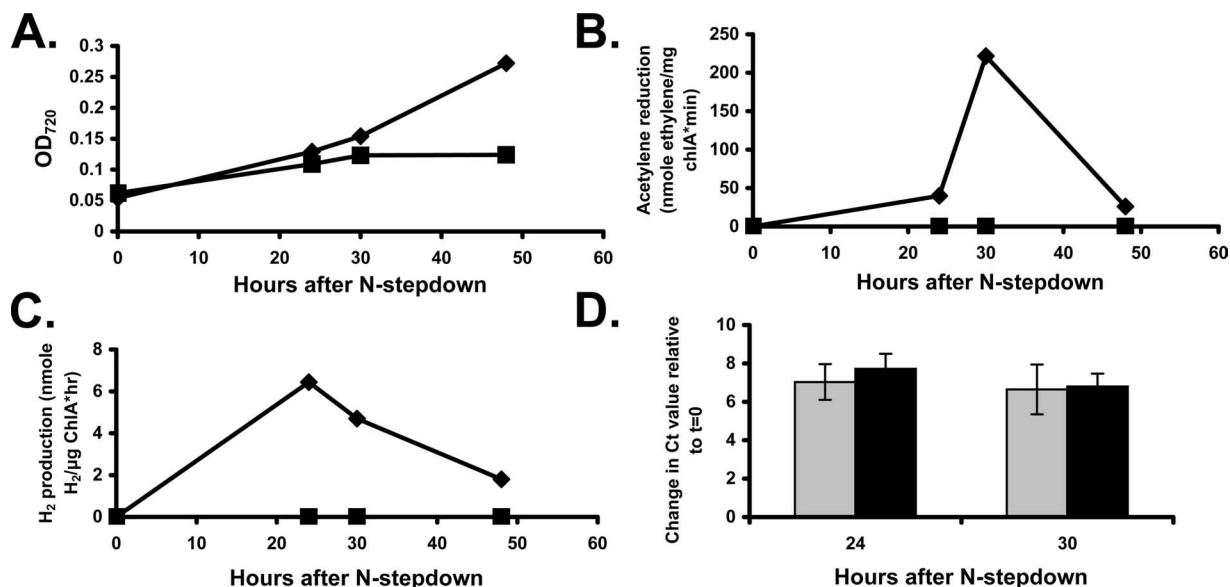 A.
OD720
0.3
0.25
0.2
0.15
0.1
0.05
0
0 10 20 30 40 50 60
Hours after N-stepdown
B.
Acetylene reduction
(nmole ethylene/mg
chlA*min)
250
200
150
100
50
0
0 10 20 30 40 50 60
Hours after N-stepdown
C.
H2 production (nmole
H2/µg ChlA*hr)
8
6
4
2
0
0 10 20 30 40 50 60
Hours after N-stepdown
D.
Change in Ct value relative
to t=0
10
8
6
4
2
0
24 30
Hours after N-stepdown